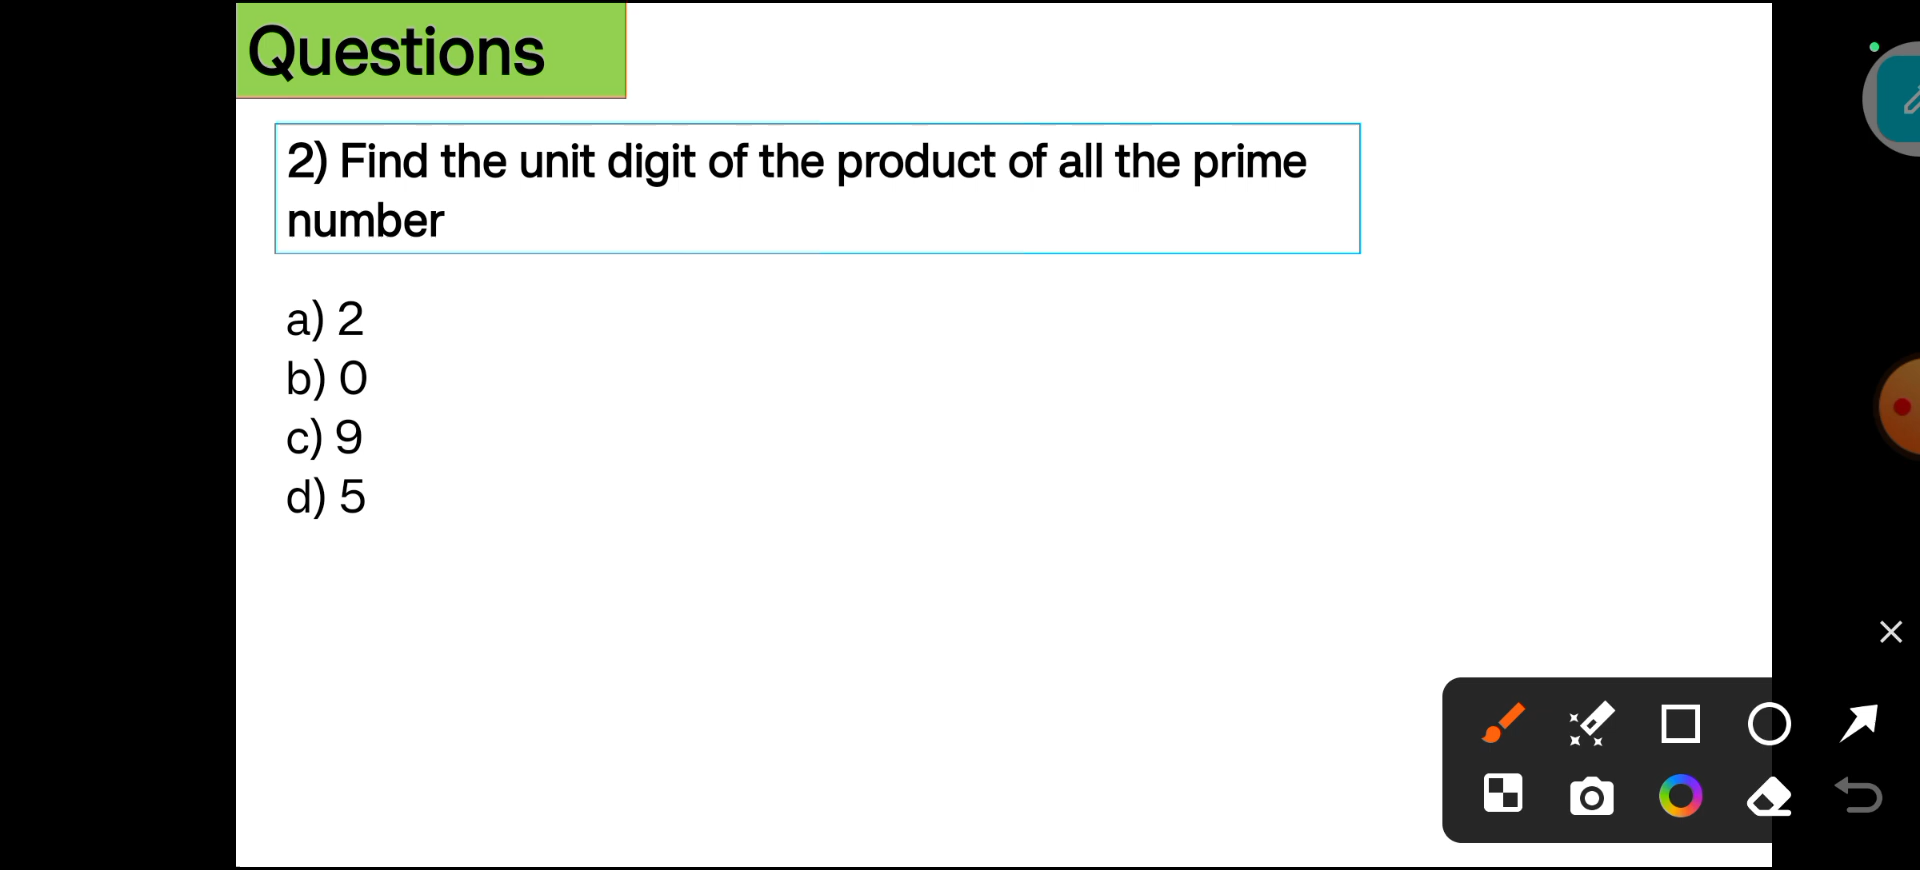 Questions
2) Find the unit digit of the product of all the prime
number
a) 2
b) 0
c) 9
d) 5